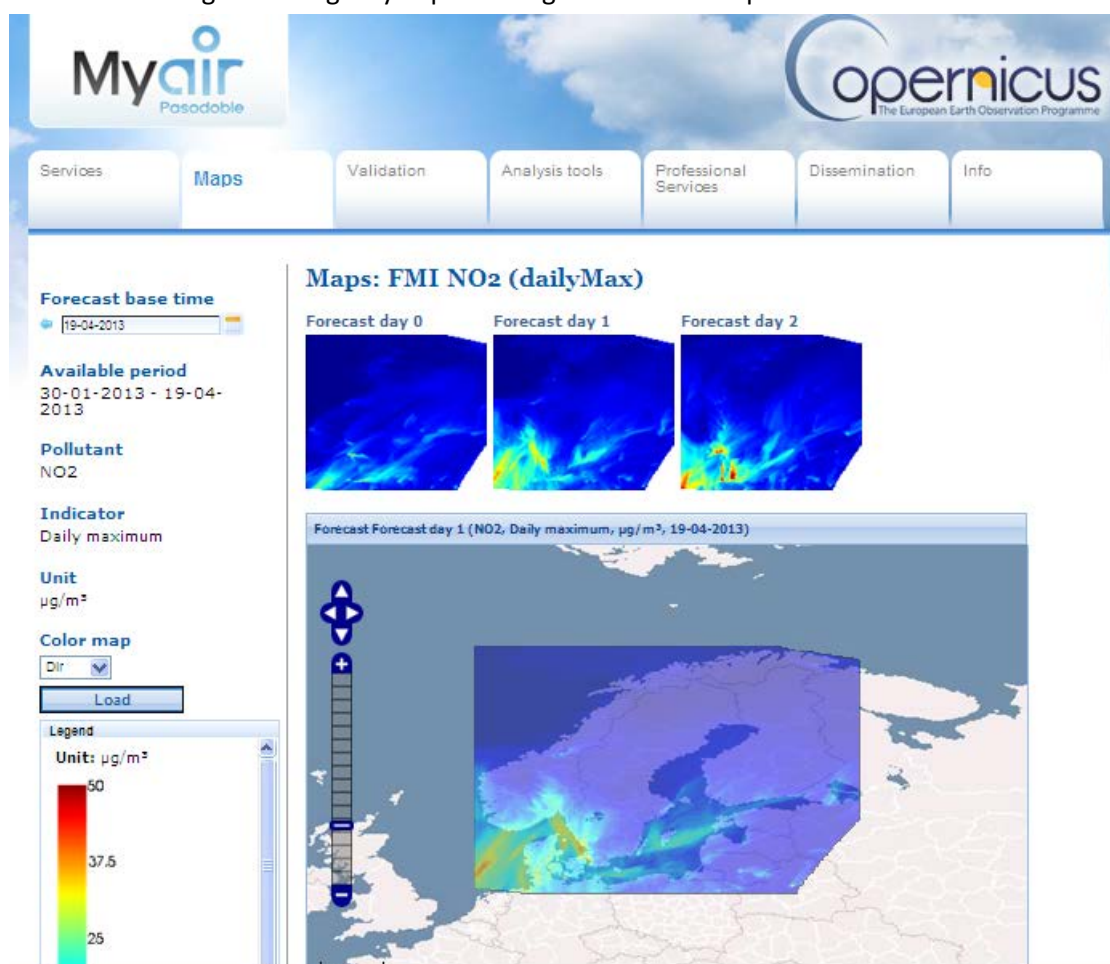 Myair
Pasodoble
Copernicus
The European Earth Observation Programme
Services
Maps
Validation
Analysis tools
Professional
Services
Dissemination
Info
Forecast base time
19-04-2013
Available period
30-01-2013 - 19-04-
2013
Pollutant
NO2
Indicator
Daily maximum
Unit
µg/m³
Color map
Dir
Load
Legend
Unit: µg/m³
50
37.5
25
Maps: FMI NO2 (dailyMax)
Forecast day 0
Forecast day 1
Forecast day 2
Forecast Forecast day 1 (NO2, Daily maximum, µg/m³, 19-04-2013)